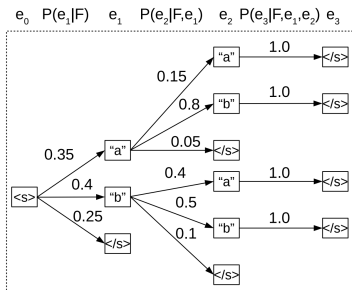 e0 P(e1|F) e1 P(e2|F,e1) e2 P(e3|F,e1,e2) e3
"a" 1.0 </s>
0.15
0.8 "b" 1.0 </s>
0.35 "a" 0.05 </s>
0.4 "a" 1.0 </s>
<s> 0.4 "b" 0.5
0.25 0.1 "b" 1.0 </s>
</s>
</s>